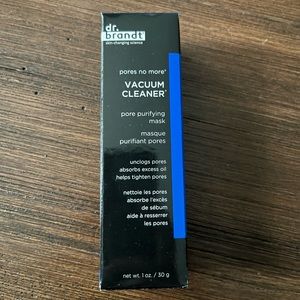 dr.
brandt
skin-changing science
pores no more®
VACUUM
CLEANER®
pore purifying
mask
masque
purifiant pores
unclogs pores
absorbs excess oil
helps tighten pores
nettoie les pores
absorbe l'excès
de sébum
aide à resserrer
les pores
net wt. 1 oz. / 30 g